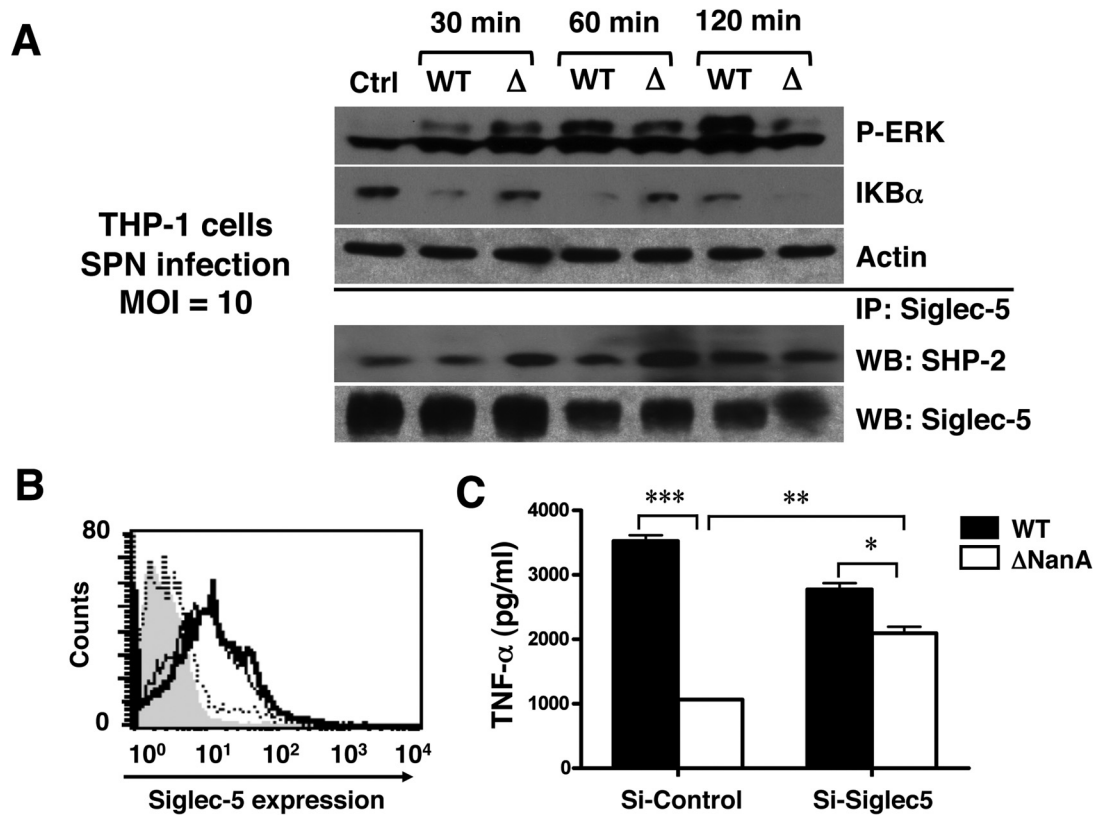 A
30 min 60 min 120 min
Ctrl WT Δ WT Δ WT Δ
P-ERK
IKBα
Actin
THP-1 cells
SPN infection
MOI = 10
IP: Siglec-5
WB: SHP-2
WB: Siglec-5
B
80
Counts
0
10⁰ 10¹ 10² 10³ 10⁴
Siglec-5 expression
C
TNF-α (pg/ml)
4000
3000
2000
1000
0
*** **
*
WT
ΔNanA
Si-Control Si-Siglec5